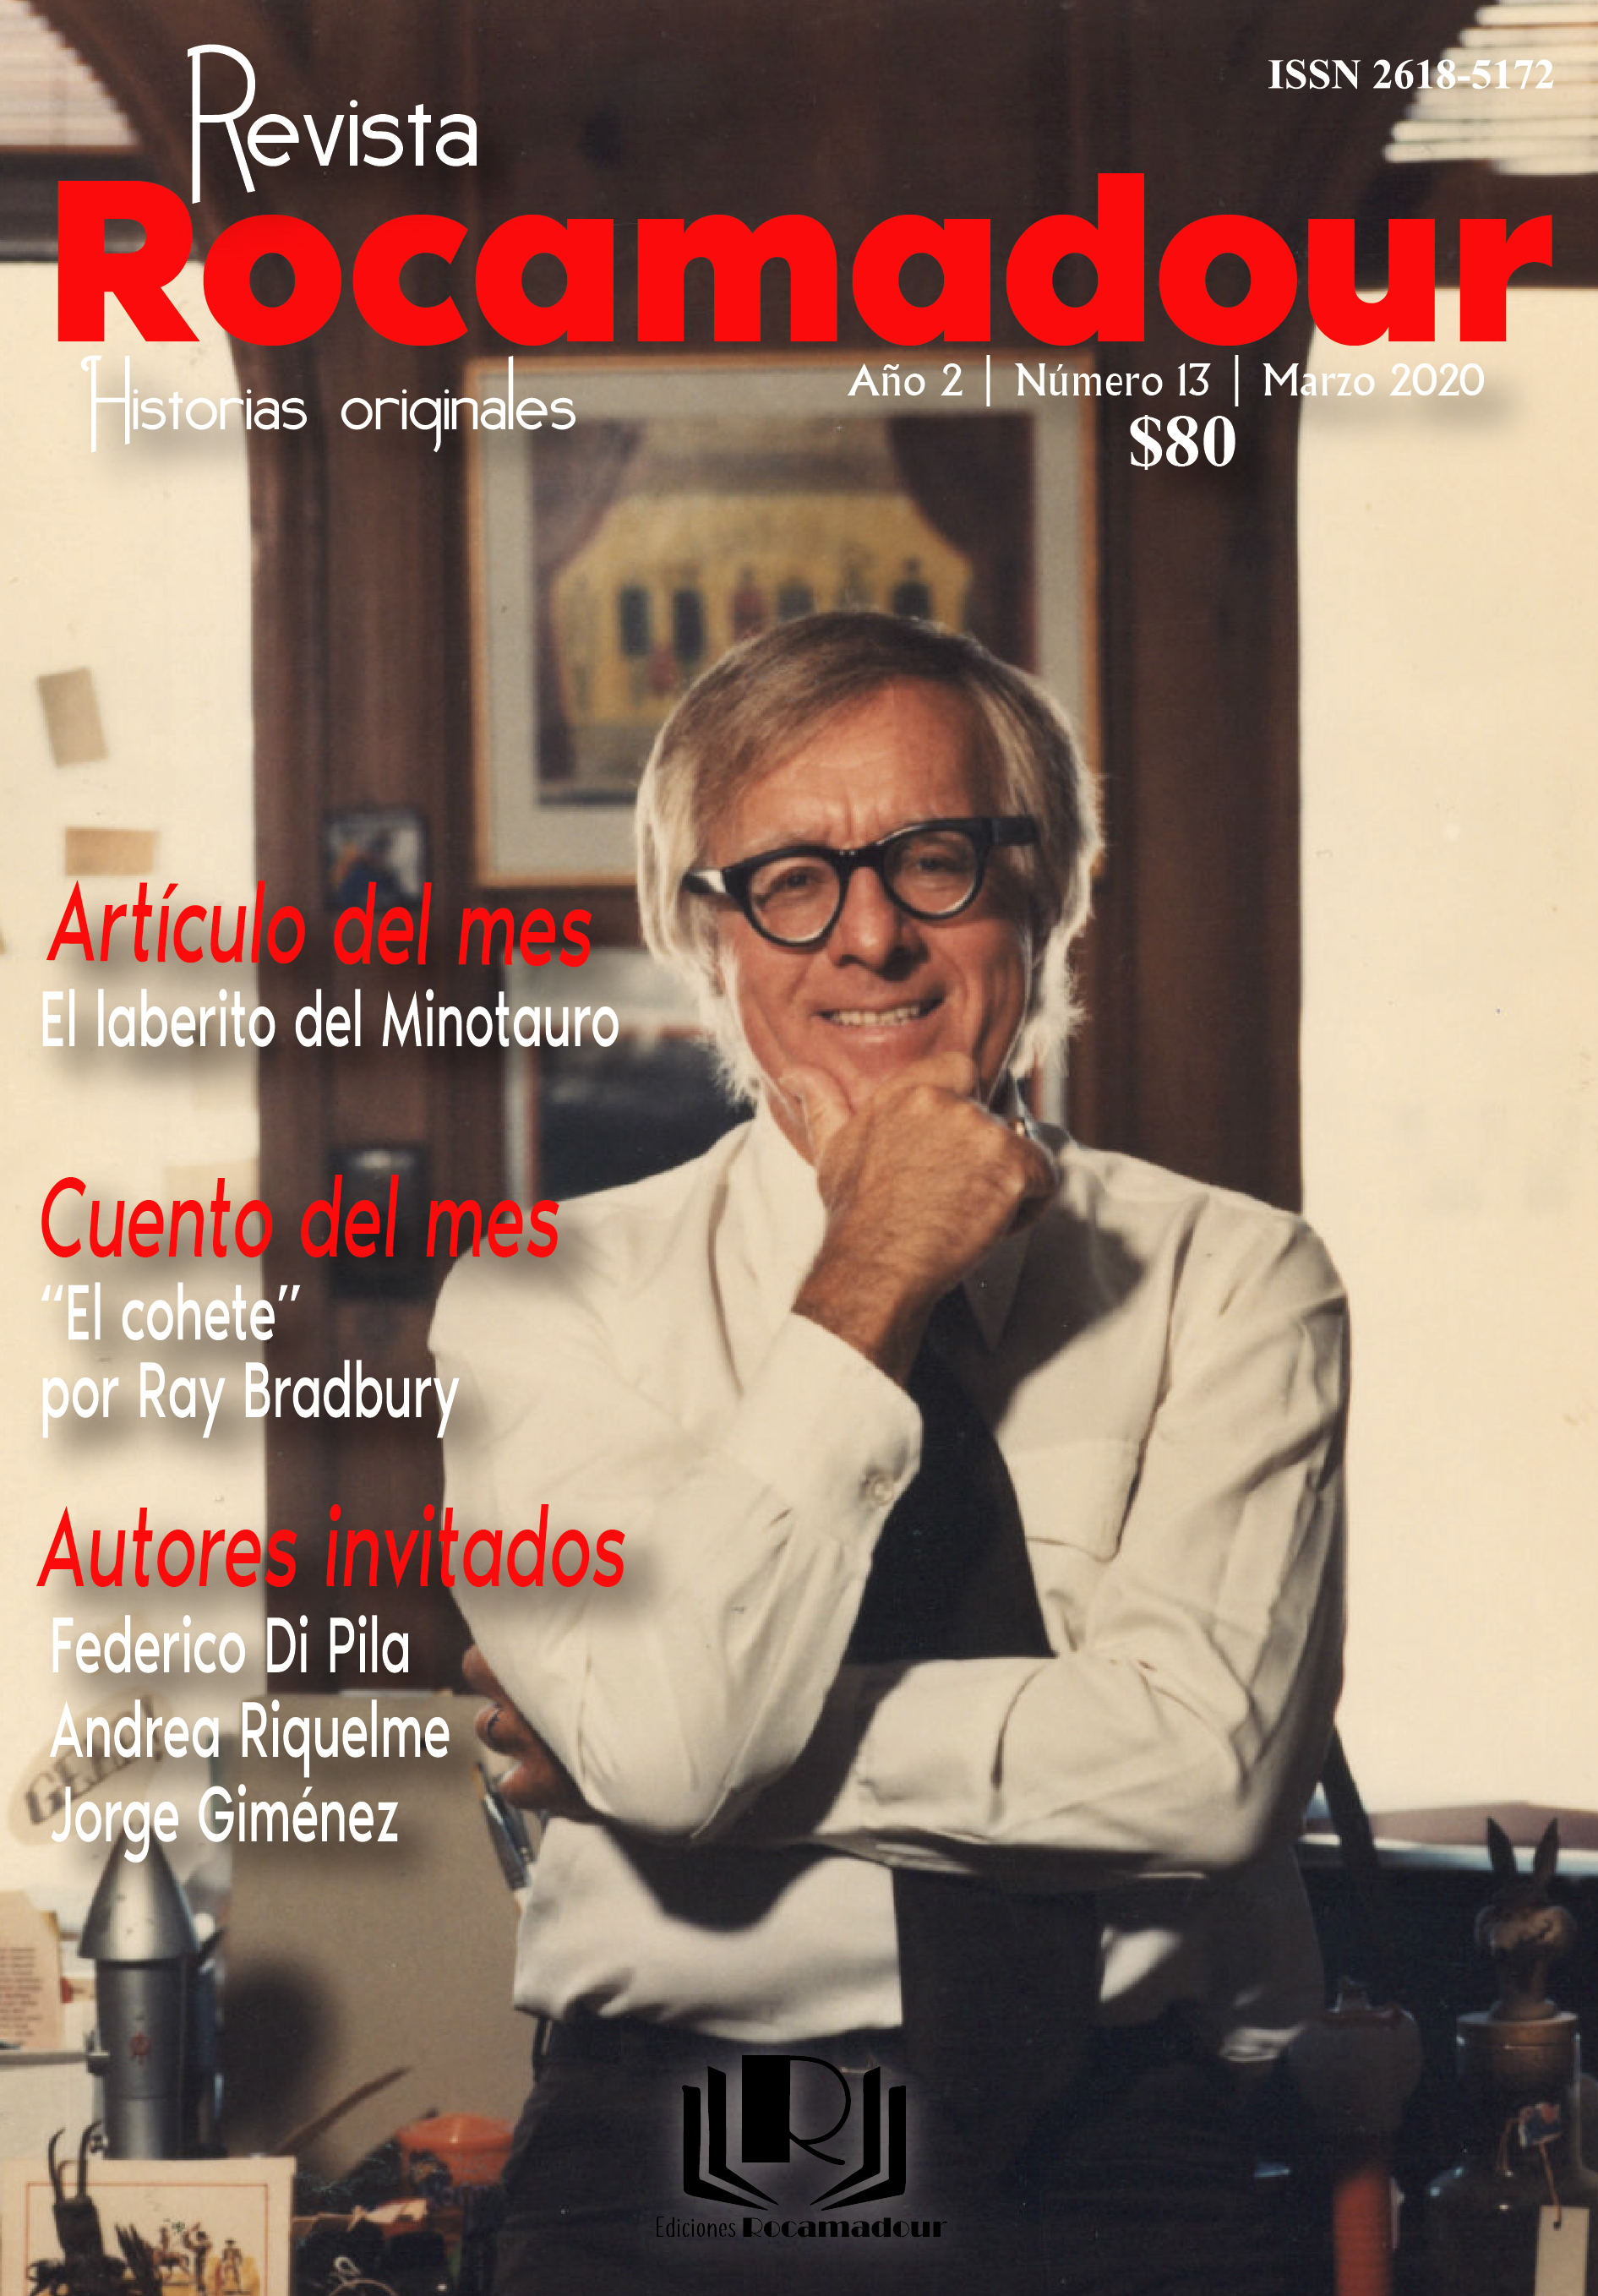 Revista
ISSN 2618-5172
Rocamadour
Historias originales
Año 2 | Número 13 | Marzo 2020
$80
Artículo del mes
El laberito del Minotauro
Cuento del mes
“El cohete”
por Ray Bradbury
Autores invitados
Federico Di Pila
Andrea Riquelme
Jorge Giménez
R
Ediciones Rocamadour